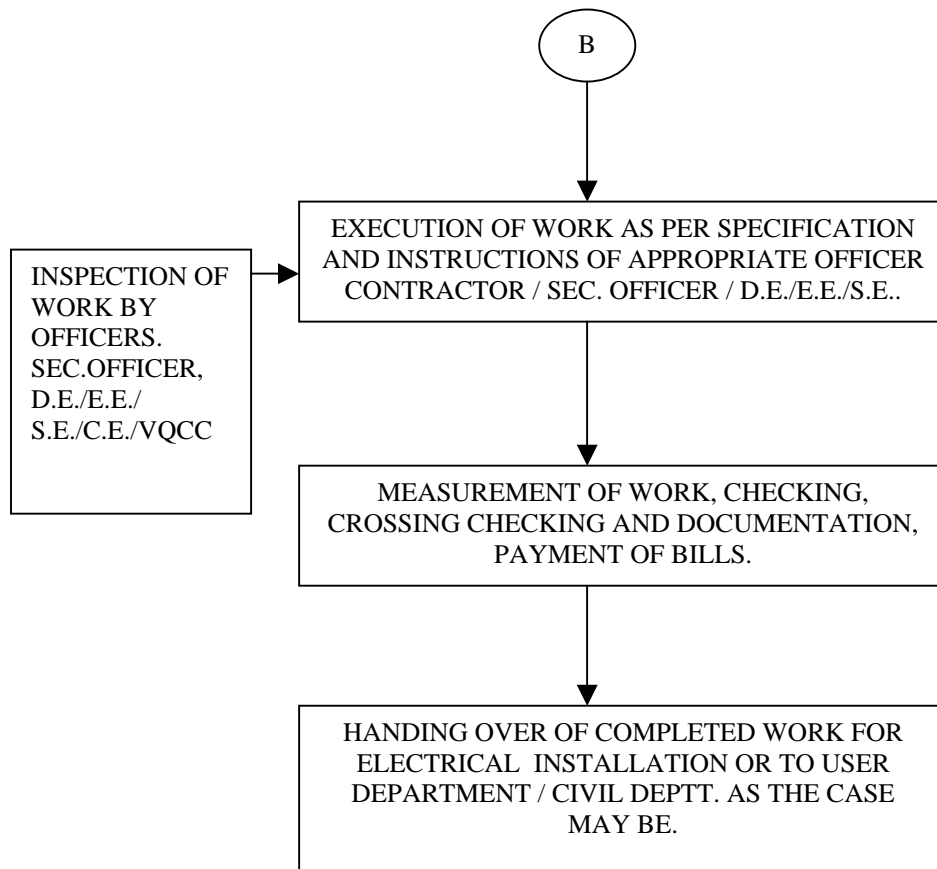 B
EXECUTION OF WORK AS PER SPECIFICATION
AND INSTRUCTIONS OF APPROPRIATE OFFICER
CONTRACTOR / SEC. OFFICER / D.E./E.E./S.E..
INSPECTION OF
WORK BY
OFFICERS.
SEC.OFFICER,
D.E./E.E./
S.E./C.E./VQCC
MEASUREMENT OF WORK, CHECKING,
CROSSING CHECKING AND DOCUMENTATION,
PAYMENT OF BILLS.
HANDING OVER OF COMPLETED WORK FOR
ELECTRICAL INSTALLATION OR TO USER
DEPARTMENT / CIVIL DEPTT. AS THE CASE
MAY BE.